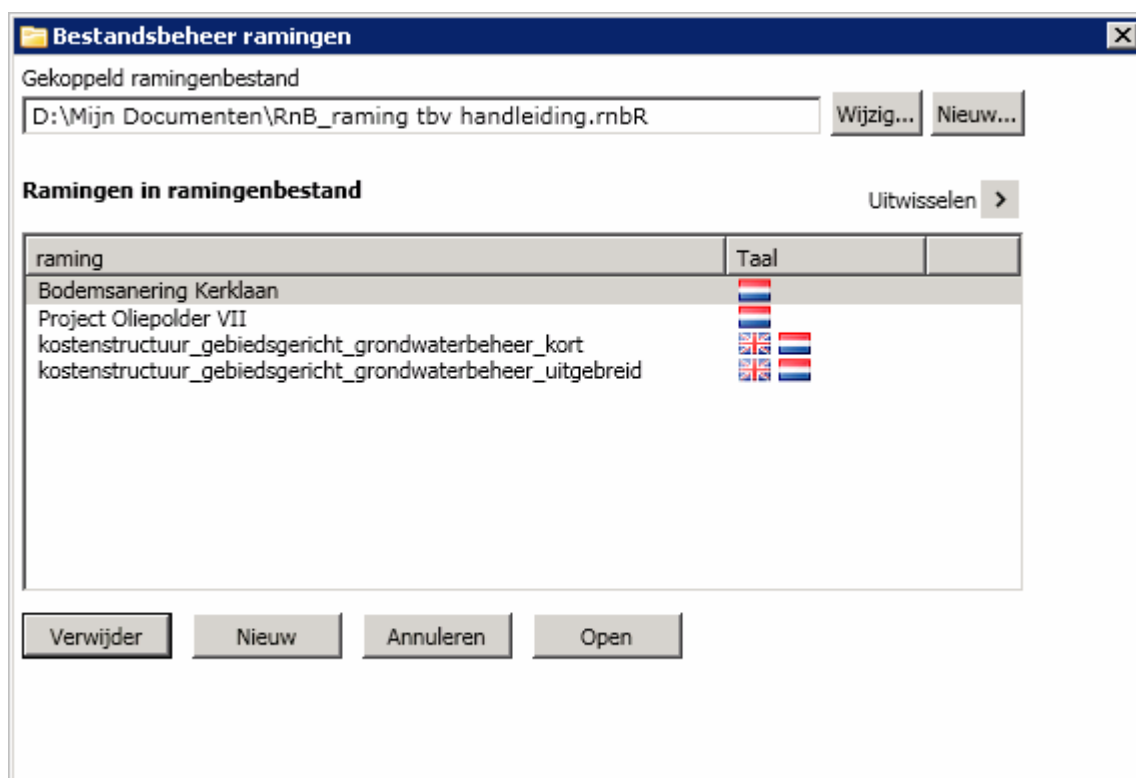 Bestandsbeheer ramingen
Gekoppeld ramingenbestand
D:\Mijn Documenten\RnB_raming tbv handleiding.rnbR
Wijzig... Nieuw...
Ramingen in ramingenbestand
Uitwisselen >
raming Taal
Bodemsanering Kerklaan
Project Oliepolder VII
kostenstructuur_gebiedsgericht_grondwaterbeheer_kort
kostenstructuur_gebiedsgericht_grondwaterbeheer_uitgebreid
Verwijder Nieuw Annuleren Open